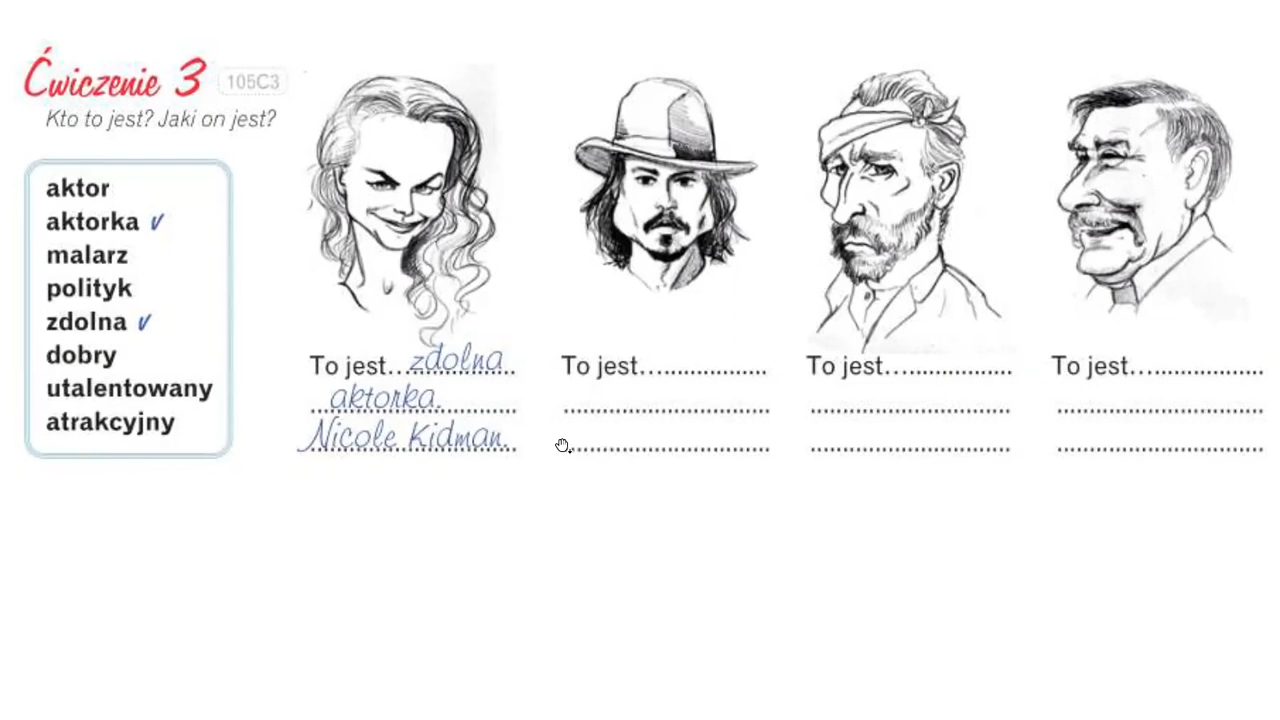 Ćwiczenie 3 105C3
Kto to jest? Jaki on jest?
aktor
aktorka ✓
malarz
polityk
zdolna ✓
dobry
utalentowany
atrakcyjny
To jest...zdolna
aktorka.
Nicole Kidman.
To jest...................
To jest...................
To jest...................